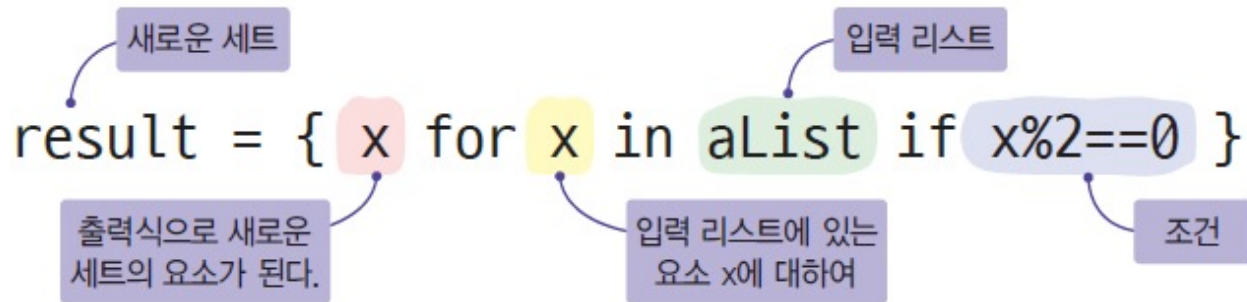 새로운 세트
입력 리스트
result = { x for x in aList if x%2==0 }
출력식으로 새로운
세트의 요소가 된다.
입력 리스트에 있는
요소 x에 대하여
조건